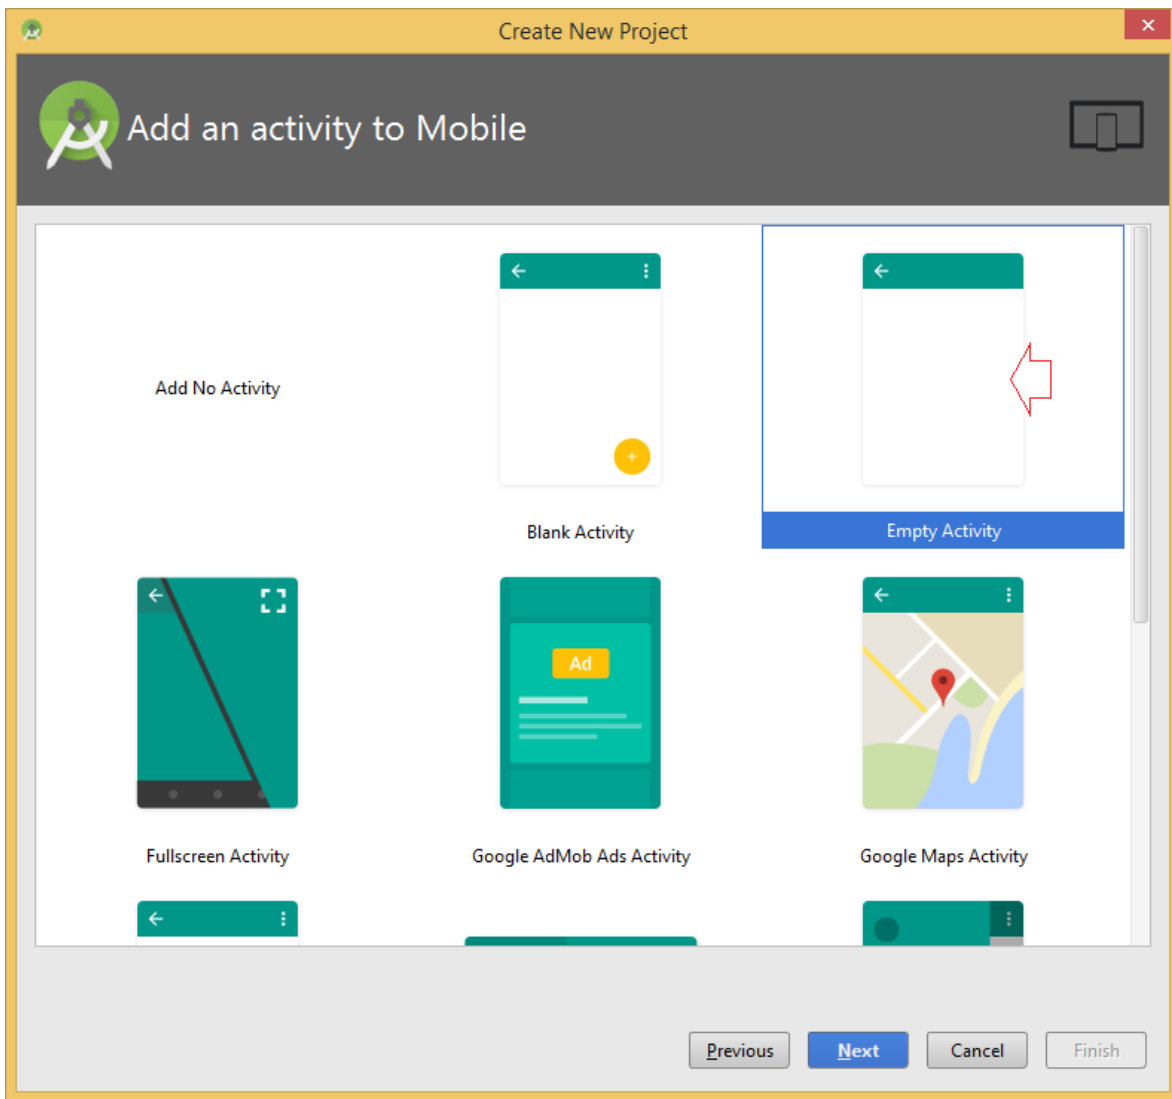 Create New Project
Add an activity to Mobile
Add No Activity
Blank Activity
Empty Activity
Ad
Fullscreen Activity
Google AdMob Ads Activity
Google Maps Activity
Previous
Next
Cancel
Finish